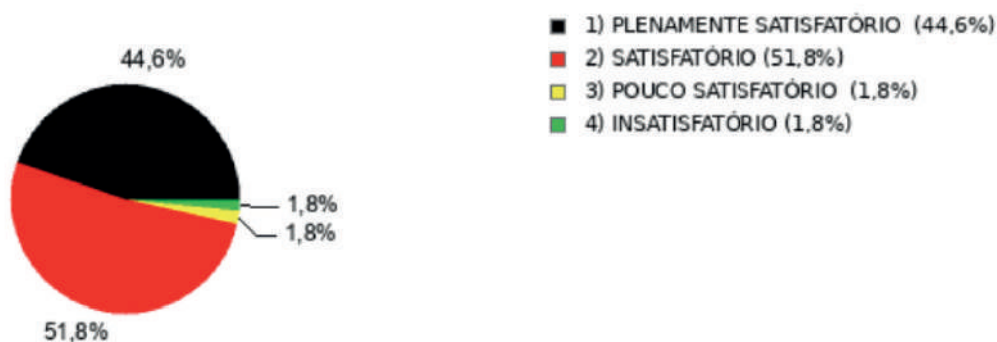 44,6%
1,8%
1,8%
51,8%
1) PLENAMENTE SATISFATÓRIO (44,6%)
2) SATISFATÓRIO (51,8%)
3) POUCO SATISFATÓRIO (1,8%)
4) INSATISFATÓRIO (1,8%)